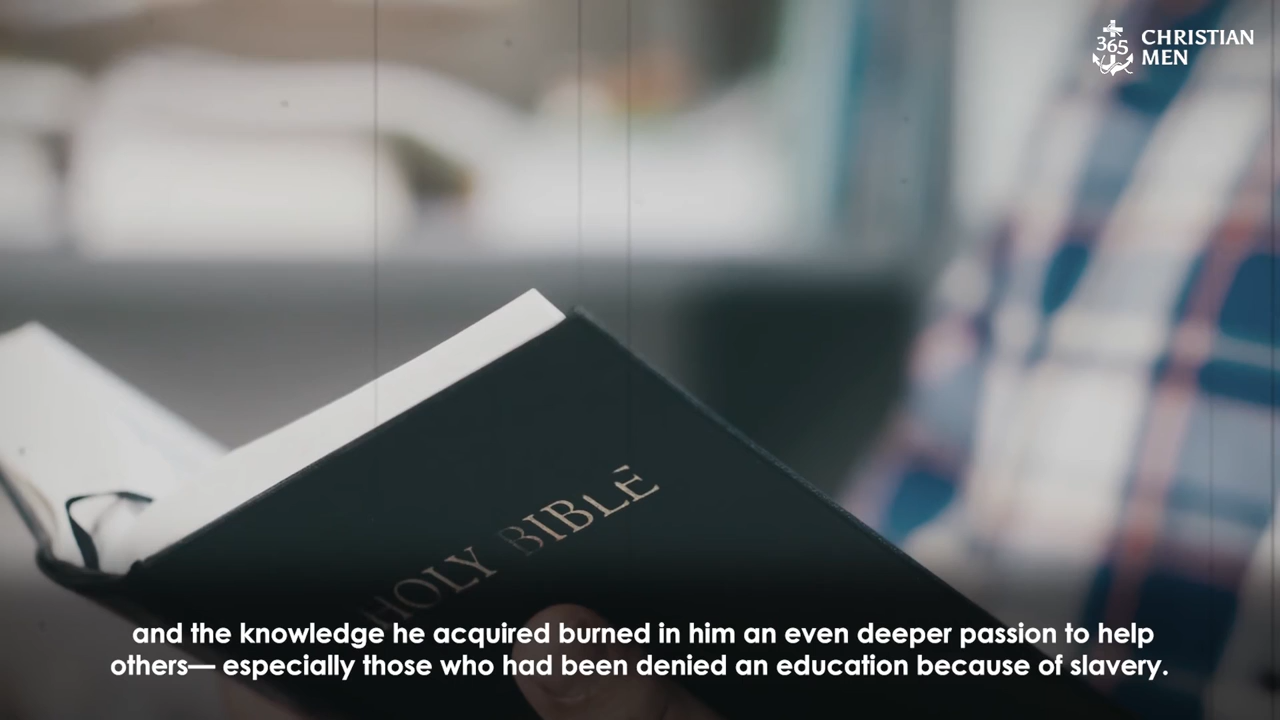 365
CHRISTIAN
MEN
HOLY BIBLE
and the knowledge he acquired burned in him an even deeper passion to help
others— especially those who had been denied an education because of slavery.